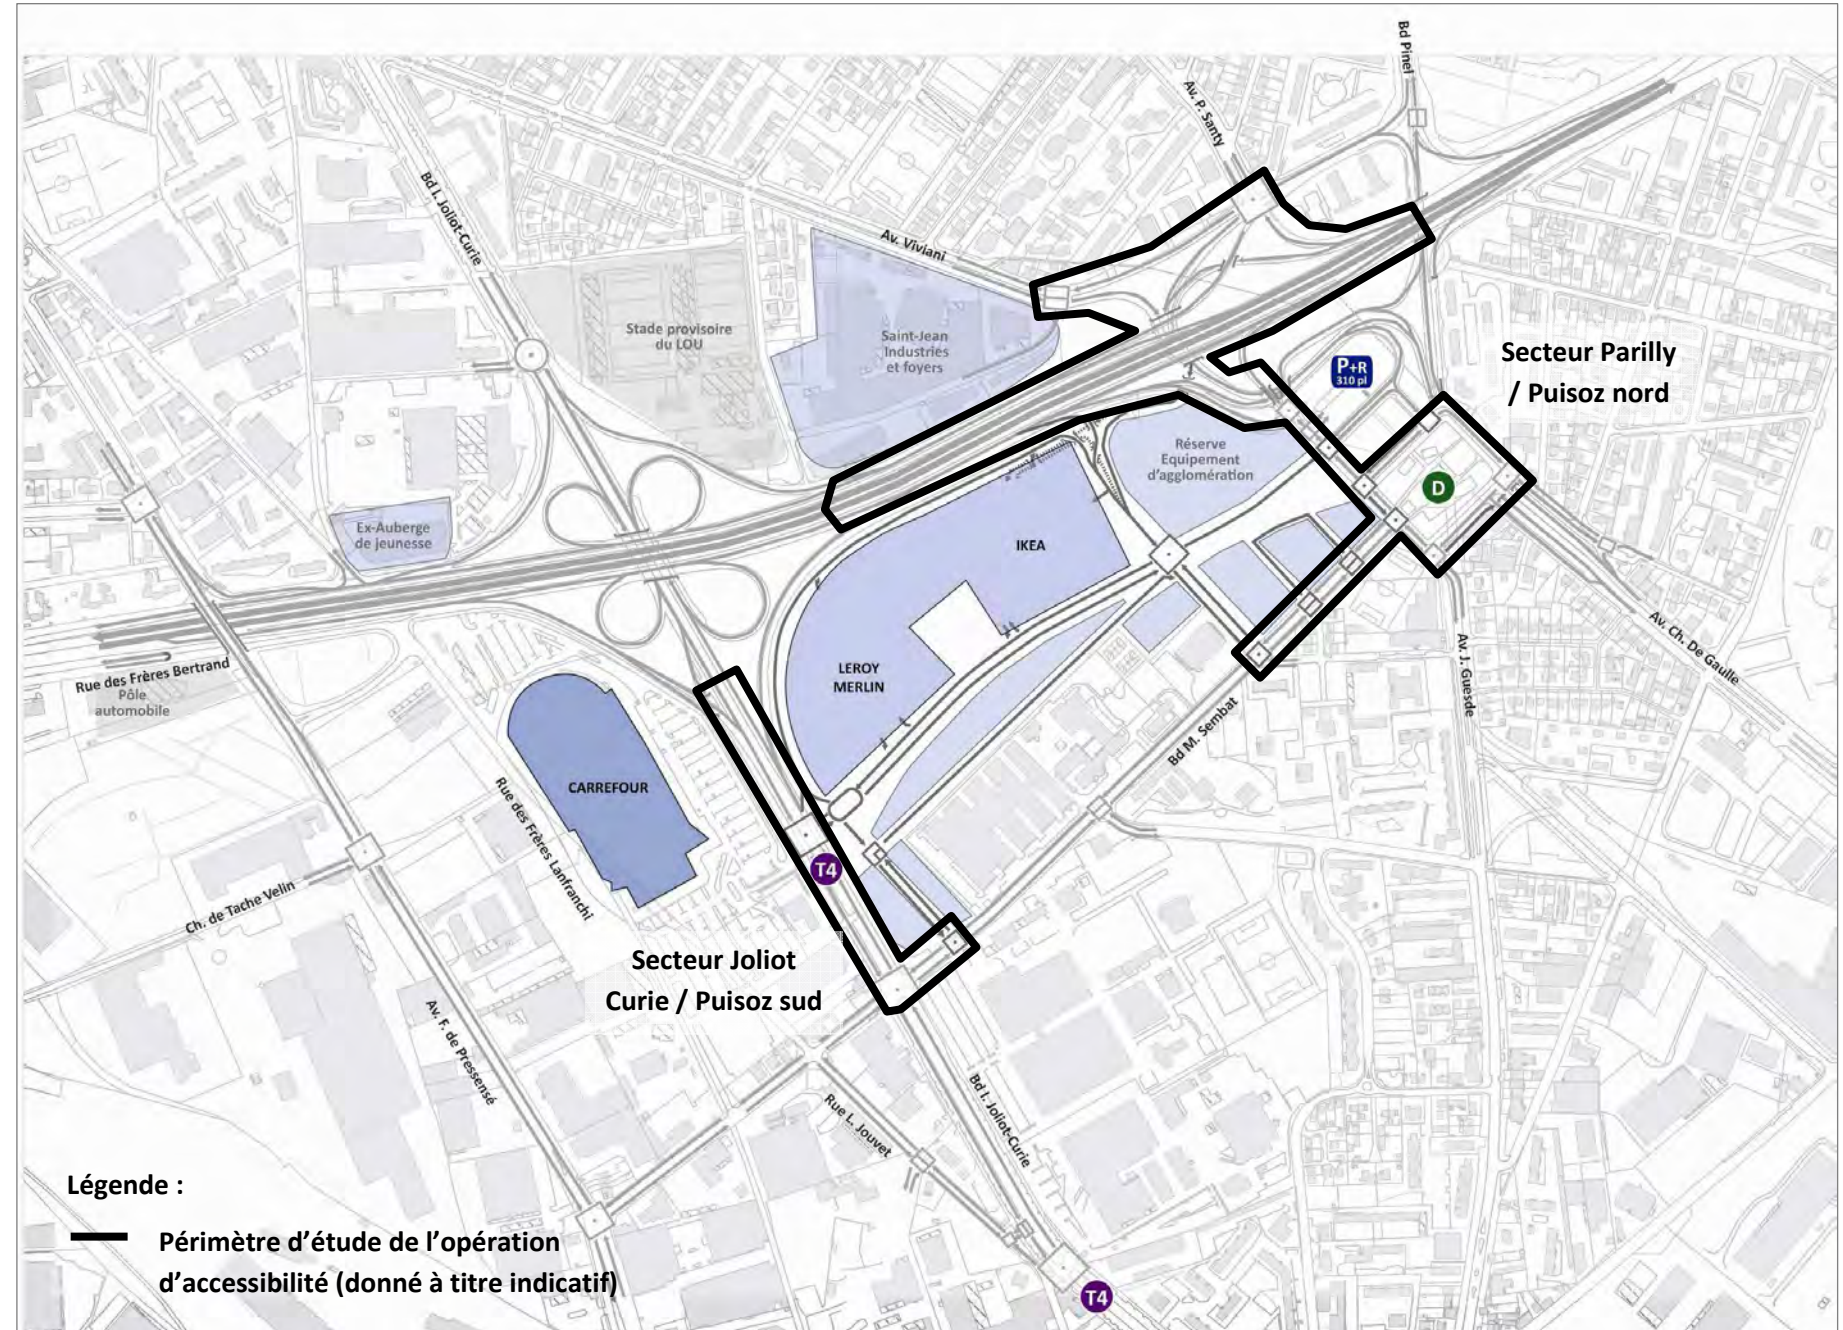 Bd Pinel
Av. P. Santy
Bd I. Joliot-Curie
Av. Viviani
Stade provisoire
du LOU
Saint-Jean
Industries
et foyers
P+R
310 pl
Secteur Parilly
/ Puisoz nord
Réserve
Equipement
d'agglomération
D
Ex-Auberge
de jeunesse
IKEA
Rue des Frères Bertrand
Pôle
automobile
LEROY
MERLIN
Av. Ch. De Gaulle
Av. J. Guesde
Bd M. Sembat
CARREFOUR
Rue des Frères Lanfranchi
T4
Ch. de Tache Velin
Secteur Joliot
Curie / Puisoz sud
Av. F. de Pressensé
Bd I. Joliot-Curie
Rue L. Jouvet
Légende :
Périmètre d’étude de l’opération
d’accessibilité (donné à titre indicatif)
T4